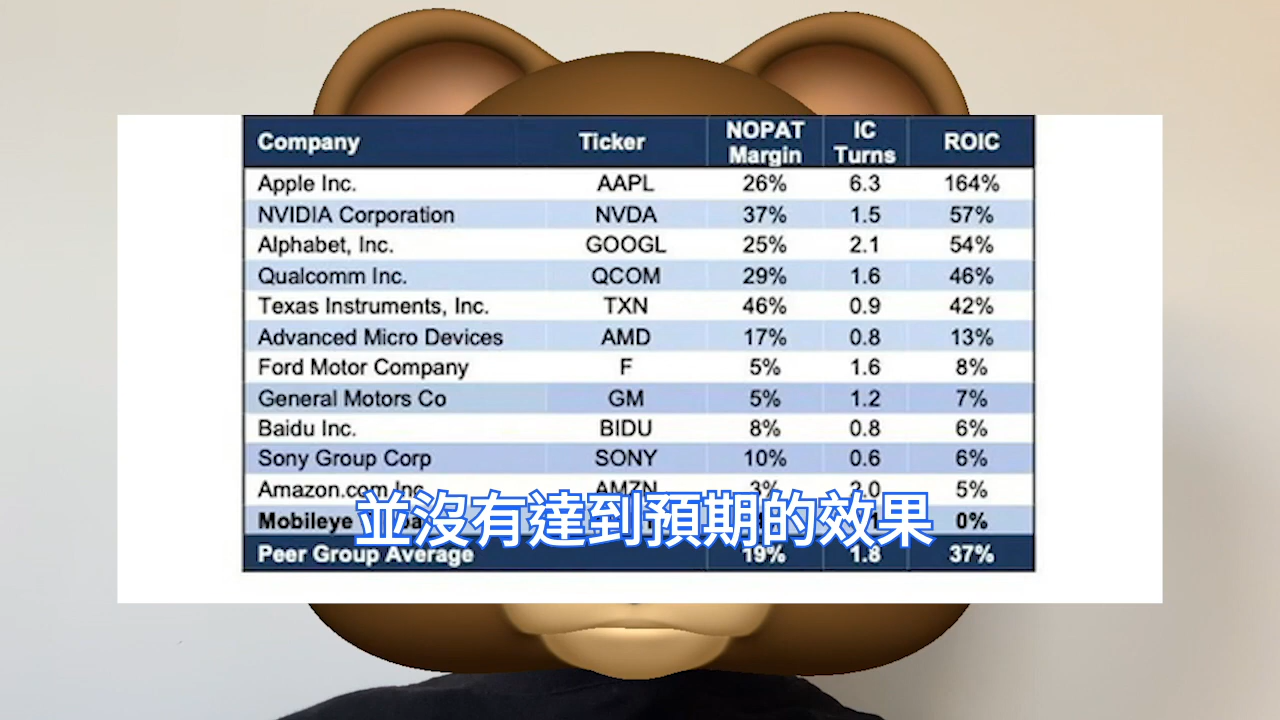 Company Ticker NOPAT Margin IC Turns ROIC
Apple Inc. AAPL 26% 6.3 164%
NVIDIA Corporation NVDA 37% 1.5 57%
Alphabet, Inc. GOOGL 25% 2.1 54%
Qualcomm Inc. QCOM 29% 1.6 46%
Texas Instruments, Inc. TXN 46% 0.9 42%
Advanced Micro Devices AMD 17% 0.8 13%
Ford Motor Company F 5% 1.6 8%
General Motors Co GM 5% 1.2 7%
Baidu Inc. BIDU 8% 0.8 6%
Sony Group Corp SONY 10% 0.6 6%
Amazon.com Inc AMZN 3% 2.0 5%
Mobileye 0%
並沒有達到預期的效果
Peer Group Average 19% 1.8 37%